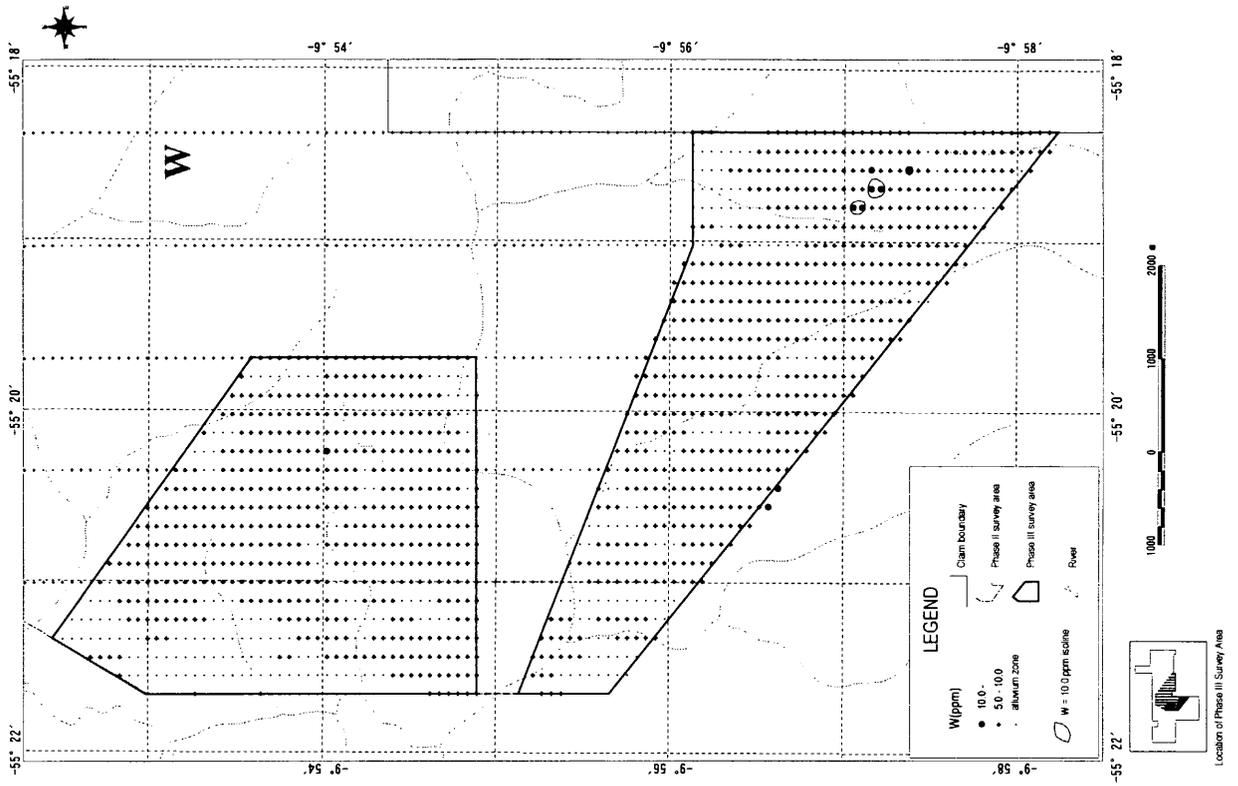 W
-9° 54′
-9° 56′
-9° 58′
-55° 18′
-55° 18′
-55° 20′
-55° 20′
-55° 22′
-55° 22′
-9° 54′
-9° 56′
-9° 58′
LEGEND
W(ppm)
10.0 -
5.0 - 10.0
alluvium zone
W = 10.0 ppm isoline
Claim boundary
Phase II survey area
Phase III survey area
River
1000 0 1000 2000 m
Location of Phase III Survey Area